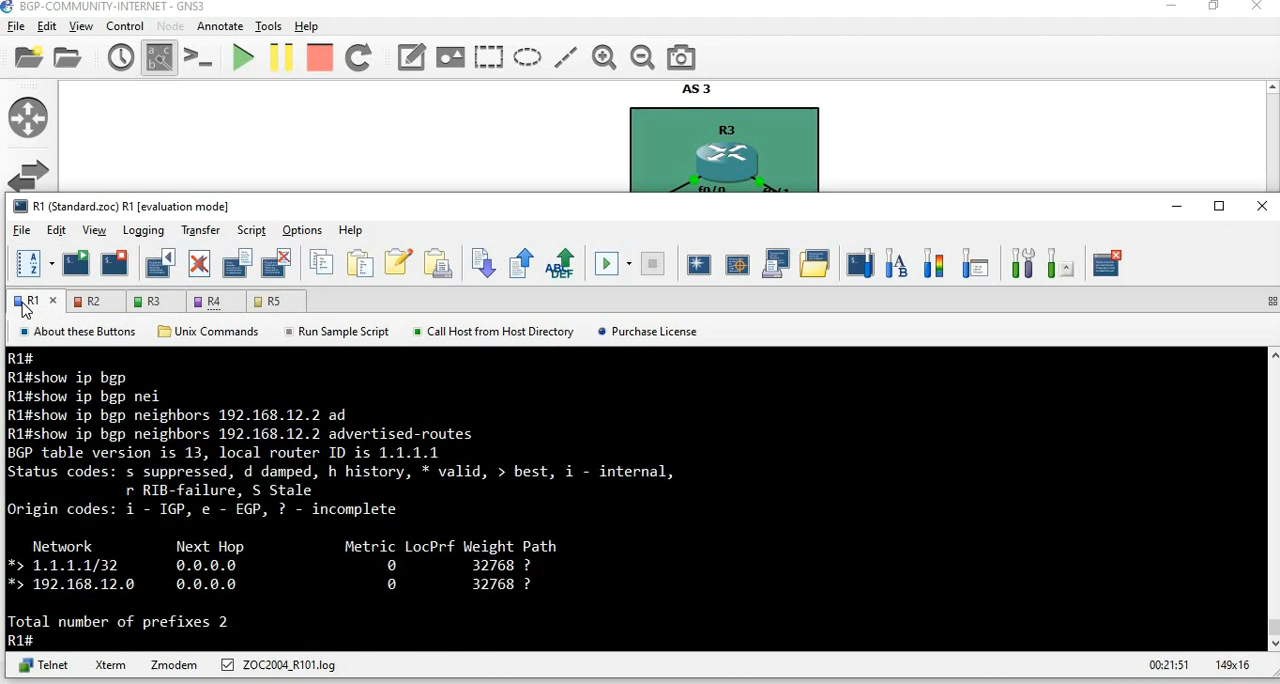 BGP-COMMUNITY-INTERNET - GNS3
File Edit View Control Node Annotate Tools Help
AS 3
R3
f0/0 f0/1
R1 (Standard.zoc) R1 [evaluation mode]
File Edit View Logging Transfer Script Options Help
R1 R2 R3 R4 R5
About these Buttons Unix Commands Run Sample Script Call Host from Host Directory Purchase License
R1#
R1#show ip bgp
R1#show ip bgp nei
R1#show ip bgp neighbors 192.168.12.2 ad
R1#show ip bgp neighbors 192.168.12.2 advertised-routes
BGP table version is 13, local router ID is 1.1.1.1
Status codes: s suppressed, d damped, h history, * valid, > best, i - internal,
r RIB-failure, S Stale
Origin codes: i - IGP, e - EGP, ? - incomplete
Network Next Hop Metric LocPrf Weight Path
*> 1.1.1.1/32 0.0.0.0 0 32768 ?
*> 192.168.12.0 0.0.0.0 0 32768 ?
Total number of prefixes 2
R1#
Telnet Xterm Zmodem ZOC2004_R101.log 00:21:51 149x16